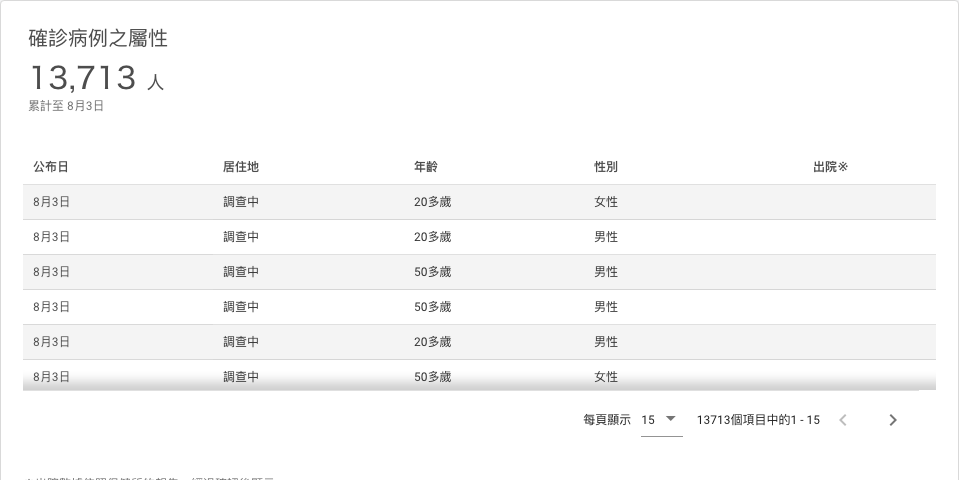 確診病例之屬性
13,713 人
累計至 8月3日
公布日 居住地 年齡 性別 出院※
8月3日 調查中 20多歲 女性
8月3日 調查中 20多歲 男性
8月3日 調查中 50多歲 男性
8月3日 調查中 50多歲 男性
8月3日 調查中 20多歲 男性
8月3日 調查中 50多歲 女性
每頁顯示 15 13713個項目中的1 - 15